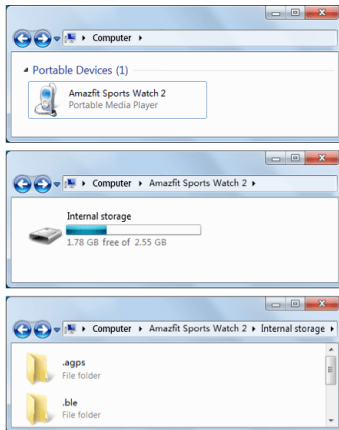 Computer
Portable Devices (1)
Amazfit Sports Watch 2
Portable Media Player
Computer Amazfit Sports Watch 2
Internal storage
1.78 GB free of 2.55 GB
Computer Amazfit Sports Watch 2 Internal storage
.agps
File folder
.ble
File folder